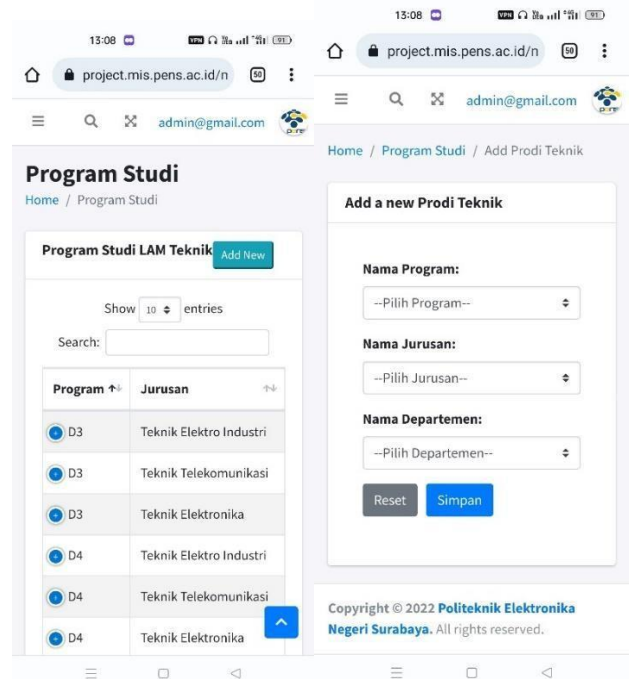 13:08
VPN
91
project.mis.pens.ac.id/n
50
admin@gmail.com
Program Studi
Home / Program Studi
Program Studi LAM Teknik
Add New
Show 10 entries
Search:
Program
Jurusan
D3 Teknik Elektro Industri
D3 Teknik Telekomunikasi
D3 Teknik Elektronika
D4 Teknik Elektro Industri
D4 Teknik Telekomunikasi
D4 Teknik Elektronika
13:08
VPN
91
project.mis.pens.ac.id/n
50
admin@gmail.com
Home / Program Studi / Add Prodi Teknik
Add a new Prodi Teknik
Nama Program:
--Pilih Program--
Nama Jurusan:
--Pilih Jurusan--
Nama Departemen:
--Pilih Departemen--
Reset
Simpan
Copyright © 2022 Politeknik Elektronika
Negeri Surabaya. All rights reserved.